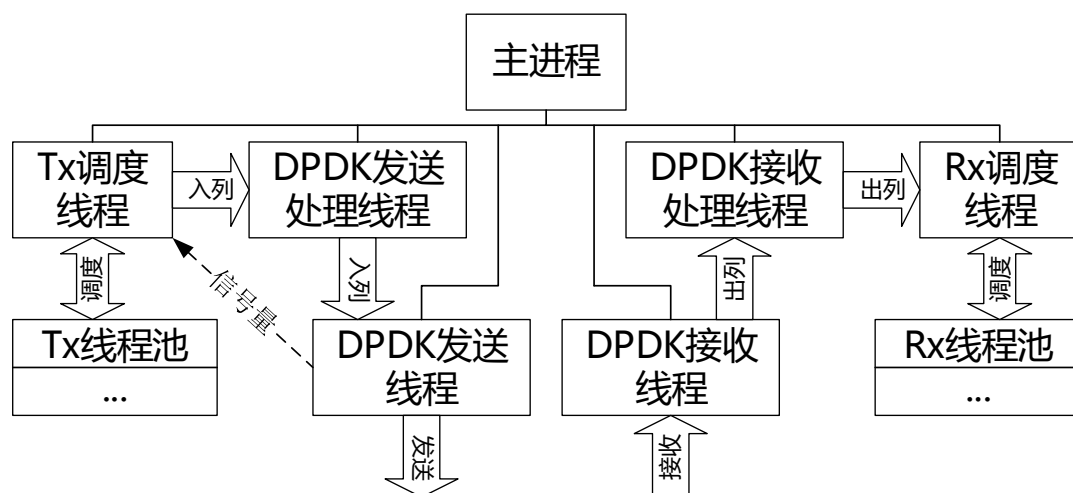 主进程
Tx调度
线程
入列
DPDK发送
处理线程
DPDK接收
处理线程
出列
Rx调度
线程
调度
信号量
入列
出列
调度
Tx线程池
...
DPDK发送
线程
DPDK接收
线程
Rx线程池
...
发送
接收